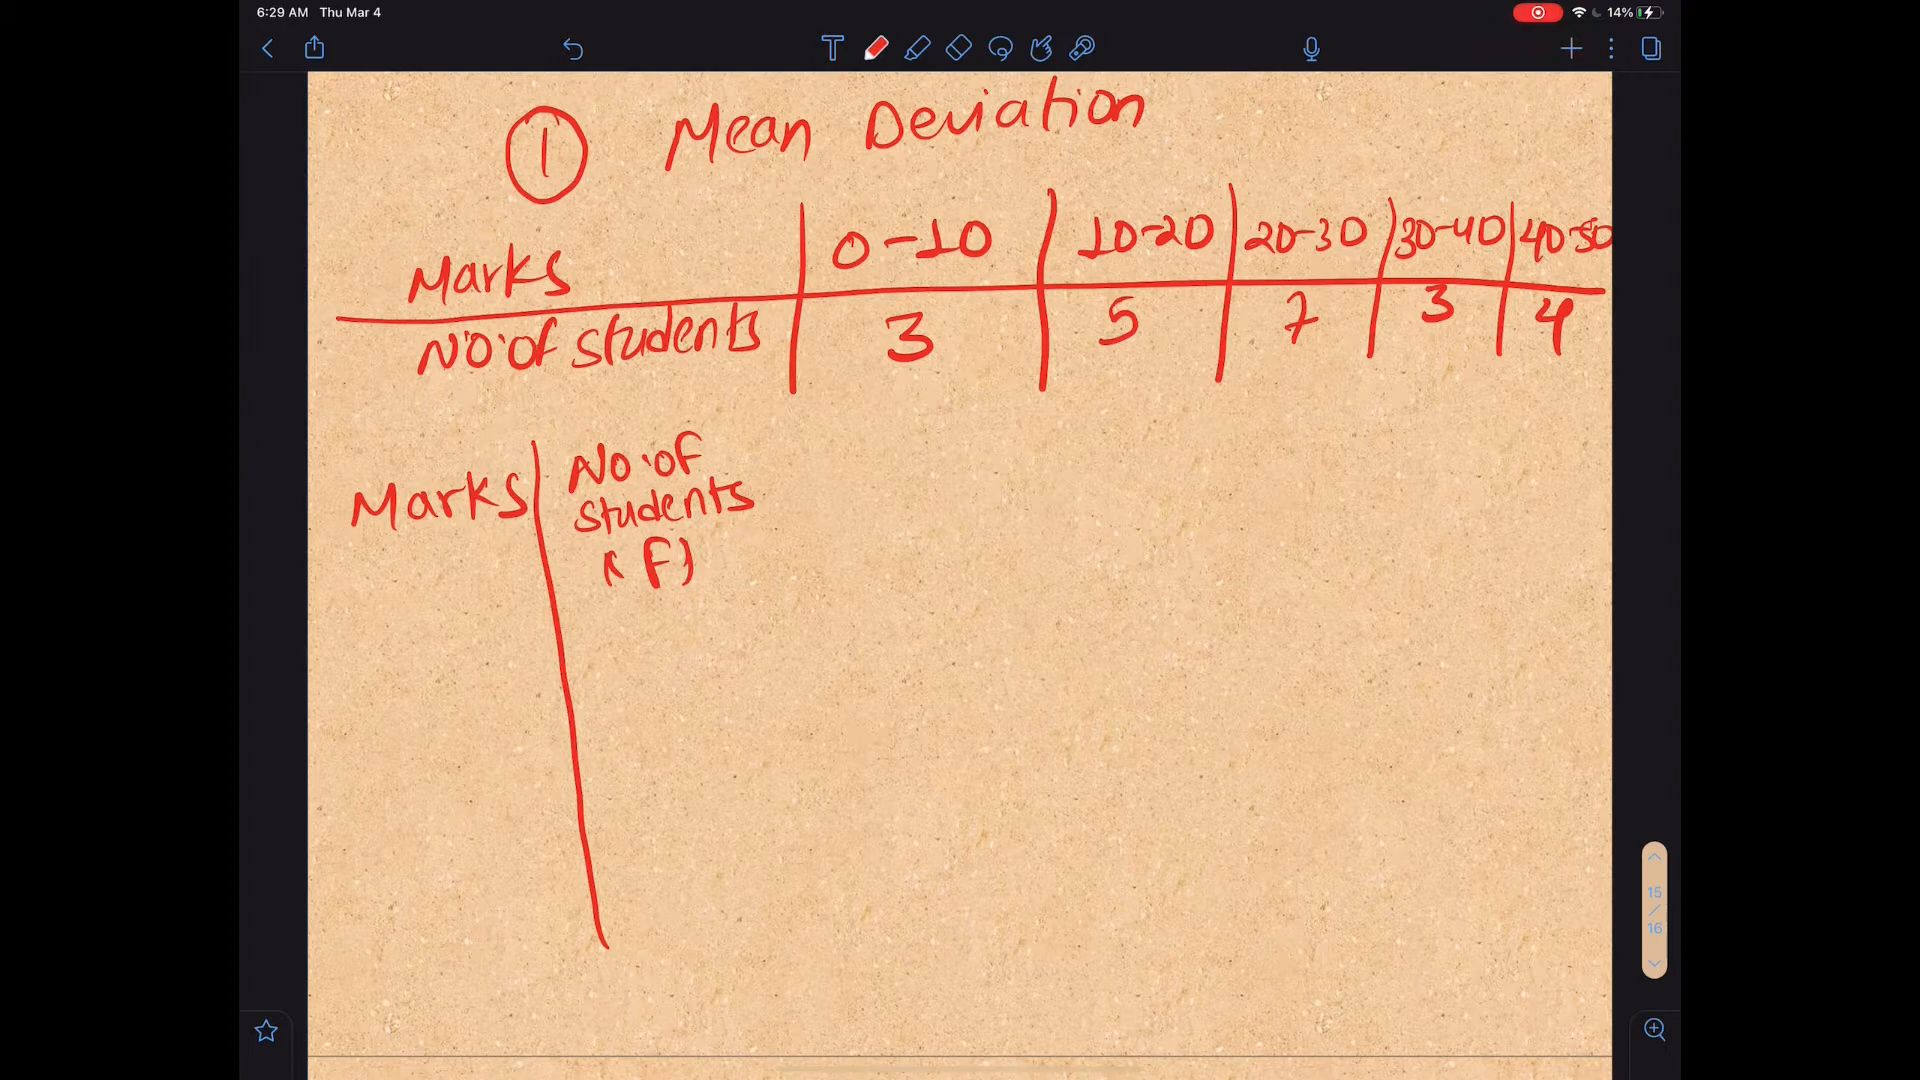 6:29 AM Thu Mar 4
14%
T
1 Mean Deviation
Marks 0-10 10-20 20-30 30-40 40-50
No. of students 3 5 7 3 4
Marks No. of
students
(F)
15
/
16